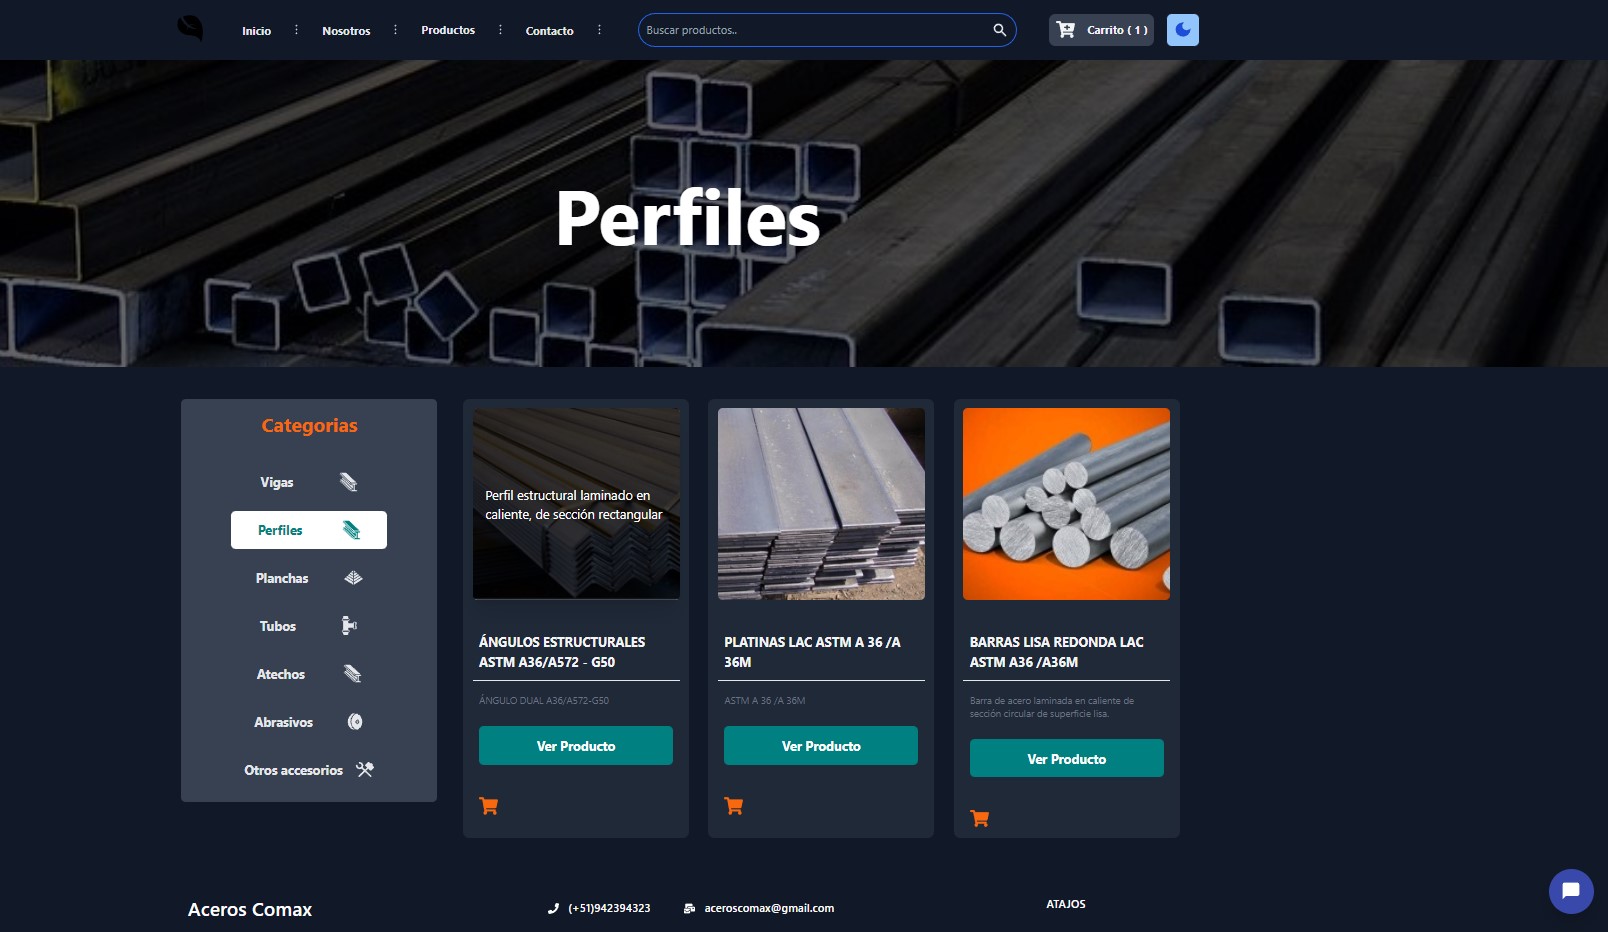 Inicio
Nosotros
Productos
Contacto
Buscar productos..
Carrito ( 1 )
Perfiles
Categorias
Vigas
Perfiles
Planchas
Tubos
Atechos
Abrasivos
Otros accesorios
Perfil estructural laminado en
caliente, de sección rectangular
ÁNGULOS ESTRUCTURALES
ASTM A36/A572 - G50
ÁNGULO DUAL A36/A572-G50
Ver Producto
PLATINAS LAC ASTM A 36 /A
36M
ASTM A 36 /A 36M
Ver Producto
BARRAS LISA REDONDA LAC
ASTM A36 /A36M
Barra de acero laminada en caliente de
sección circular de superficie lisa.
Ver Producto
Aceros Comax
(+51)942394323
aceroscomax@gmail.com
ATAJOS